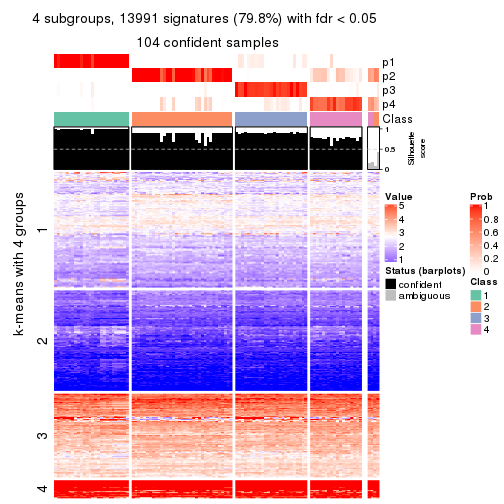 4 subgroups, 13991 signatures (79.8%) with fdr < 0.05
104 confident samples
p1
p2
p3
p4
Class
1
0.5
0
Silhouette
score
k-means with 4 groups
1
2
3
4
Value
5
4
3
2
1
Status (barplots)
confident
ambiguous
Prob
1
0.8
0.6
0.4
0.2
0
Class
1
2
3
4